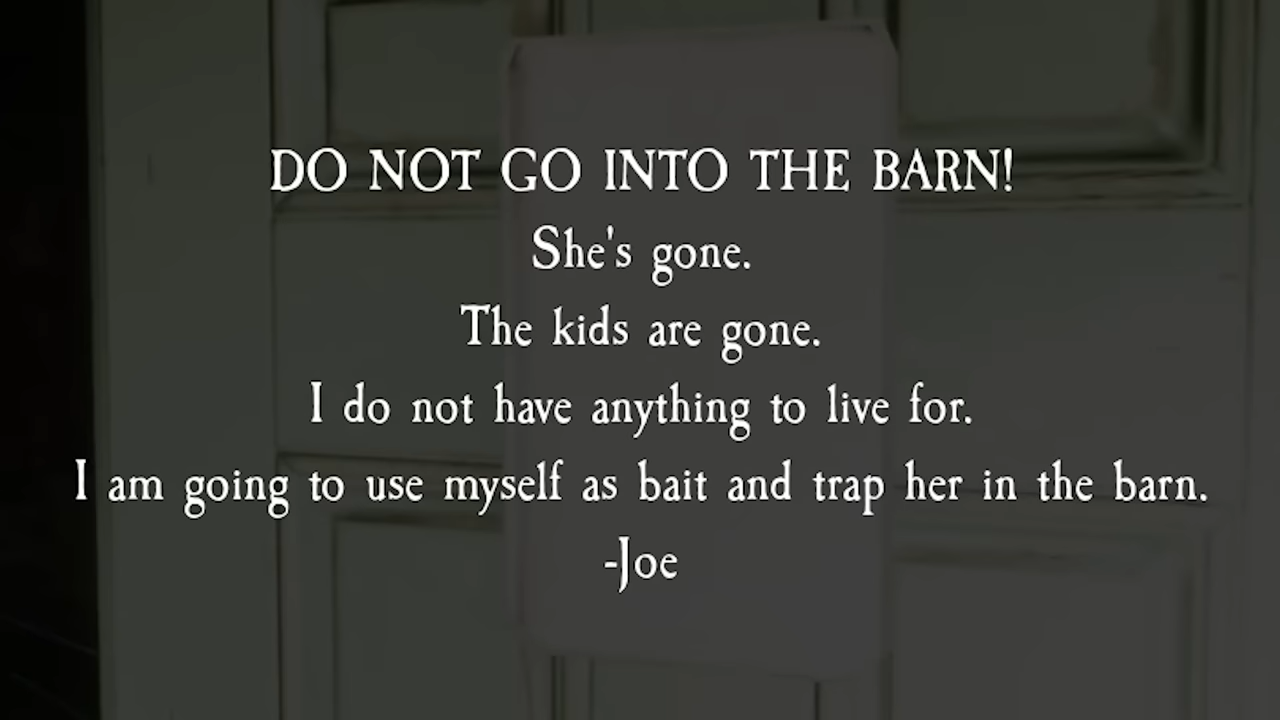 DO NOT GO INTO THE BARN!
She's gone.
The kids are gone.
I do not have anything to live for.
I am going to use myself as bait and trap her in the barn.
-Joe